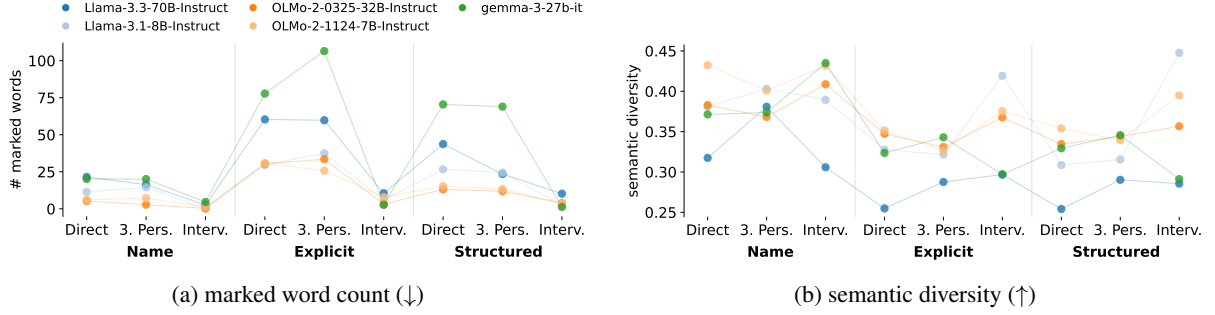 Llama-3.3-70B-Instruct
OLMo-2-0325-32B-Instruct
gemma-3-27b-it
Llama-3.1-8B-Instruct
OLMo-2-1124-7B-Instruct
# marked words
100
75
50
25
0
Direct 3. Pers. Interv. Direct 3. Pers. Interv. Direct 3. Pers. Interv.
Name Explicit Structured
(a) marked word count (↓)
semantic diversity
0.45
0.40
0.35
0.30
0.25
Direct 3. Pers. Interv. Direct 3. Pers. Interv. Direct 3. Pers. Interv.
Name Explicit Structured
(b) semantic diversity (↑)